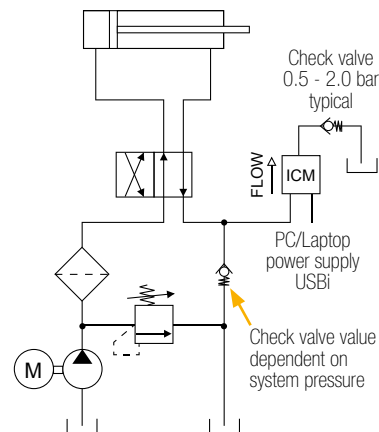 Check valve
0.5 - 2.0 bar
typical
FLOW
ICM
PC/Laptop
power supply
USBi
Check valve value
dependent on
system pressure
M